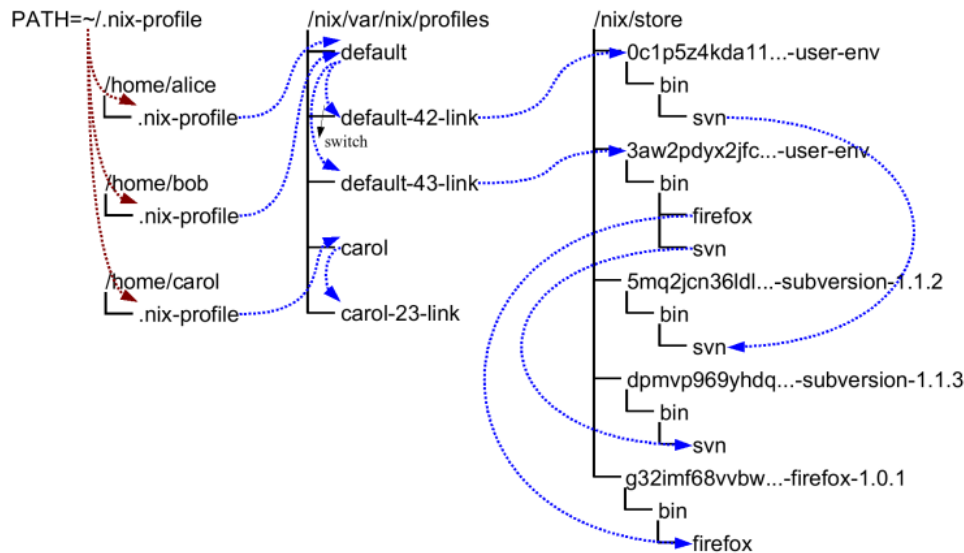 PATH=~/.nix-profile
/home/alice
.nix-profile
/home/bob
.nix-profile
/home/carol
.nix-profile
/nix/var/nix/profiles
default
default-42-link
switch
default-43-link
carol
carol-23-link
/nix/store
0c1p5z4kda11...-user-env
bin
svn
3aw2pdyx2jfc...-user-env
bin
firefox
svn
5mq2jcn36ldl...-subversion-1.1.2
bin
svn
dpmvp969yhdq...-subversion-1.1.3
bin
svn
g32imf68vvbw...-firefox-1.0.1
bin
firefox